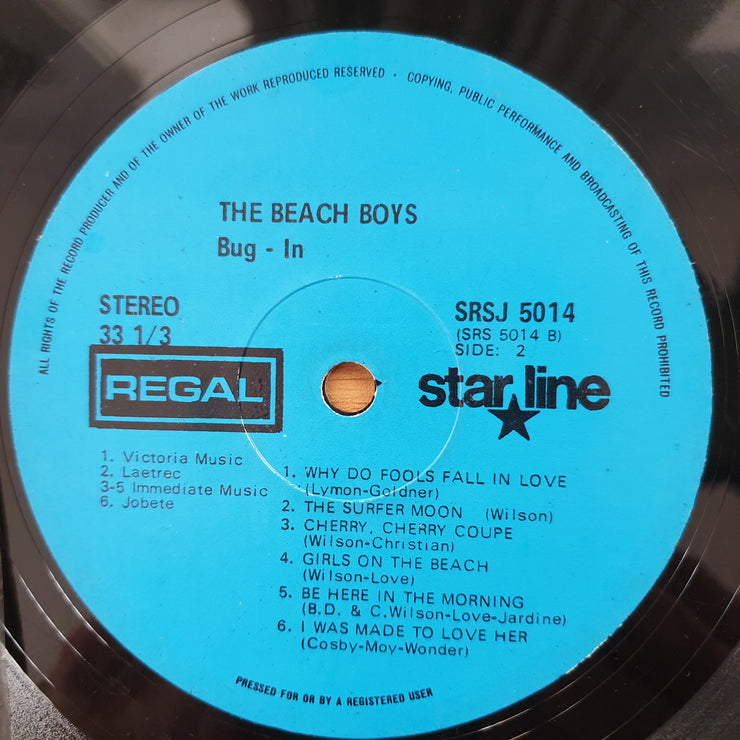 ALL RIGHTS OF THE RECORD PRODUCER AND OF THE OWNER OF THE WORK REPRODUCED RESERVED · COPYING, PUBLIC PERFORMANCE AND BROADCASTING OF THIS RECORD PROHIBITED
THE BEACH BOYS
Bug - In
STEREO
33 1/3
SRSJ 5014
(SRS 5014 B)
SIDE: 2
REGAL
star line
1. Victoria Music
2. Laetrec
3-5 Immediate Music
6. Jobete
1. WHY DO FOOLS FALL IN LOVE
(Lymon-Goldner)
2. THE SURFER MOON (Wilson)
3. CHERRY, CHERRY COUPE
(Wilson-Christian)
4. GIRLS ON THE BEACH
(Wilson-Love)
5. BE HERE IN THE MORNING
(B.D. & C.Wilson-Love-Jardine)
6. I WAS MADE TO LOVE HER
(Cosby-Moy-Wonder)
PRESSED FOR OR BY A REGISTERED USER